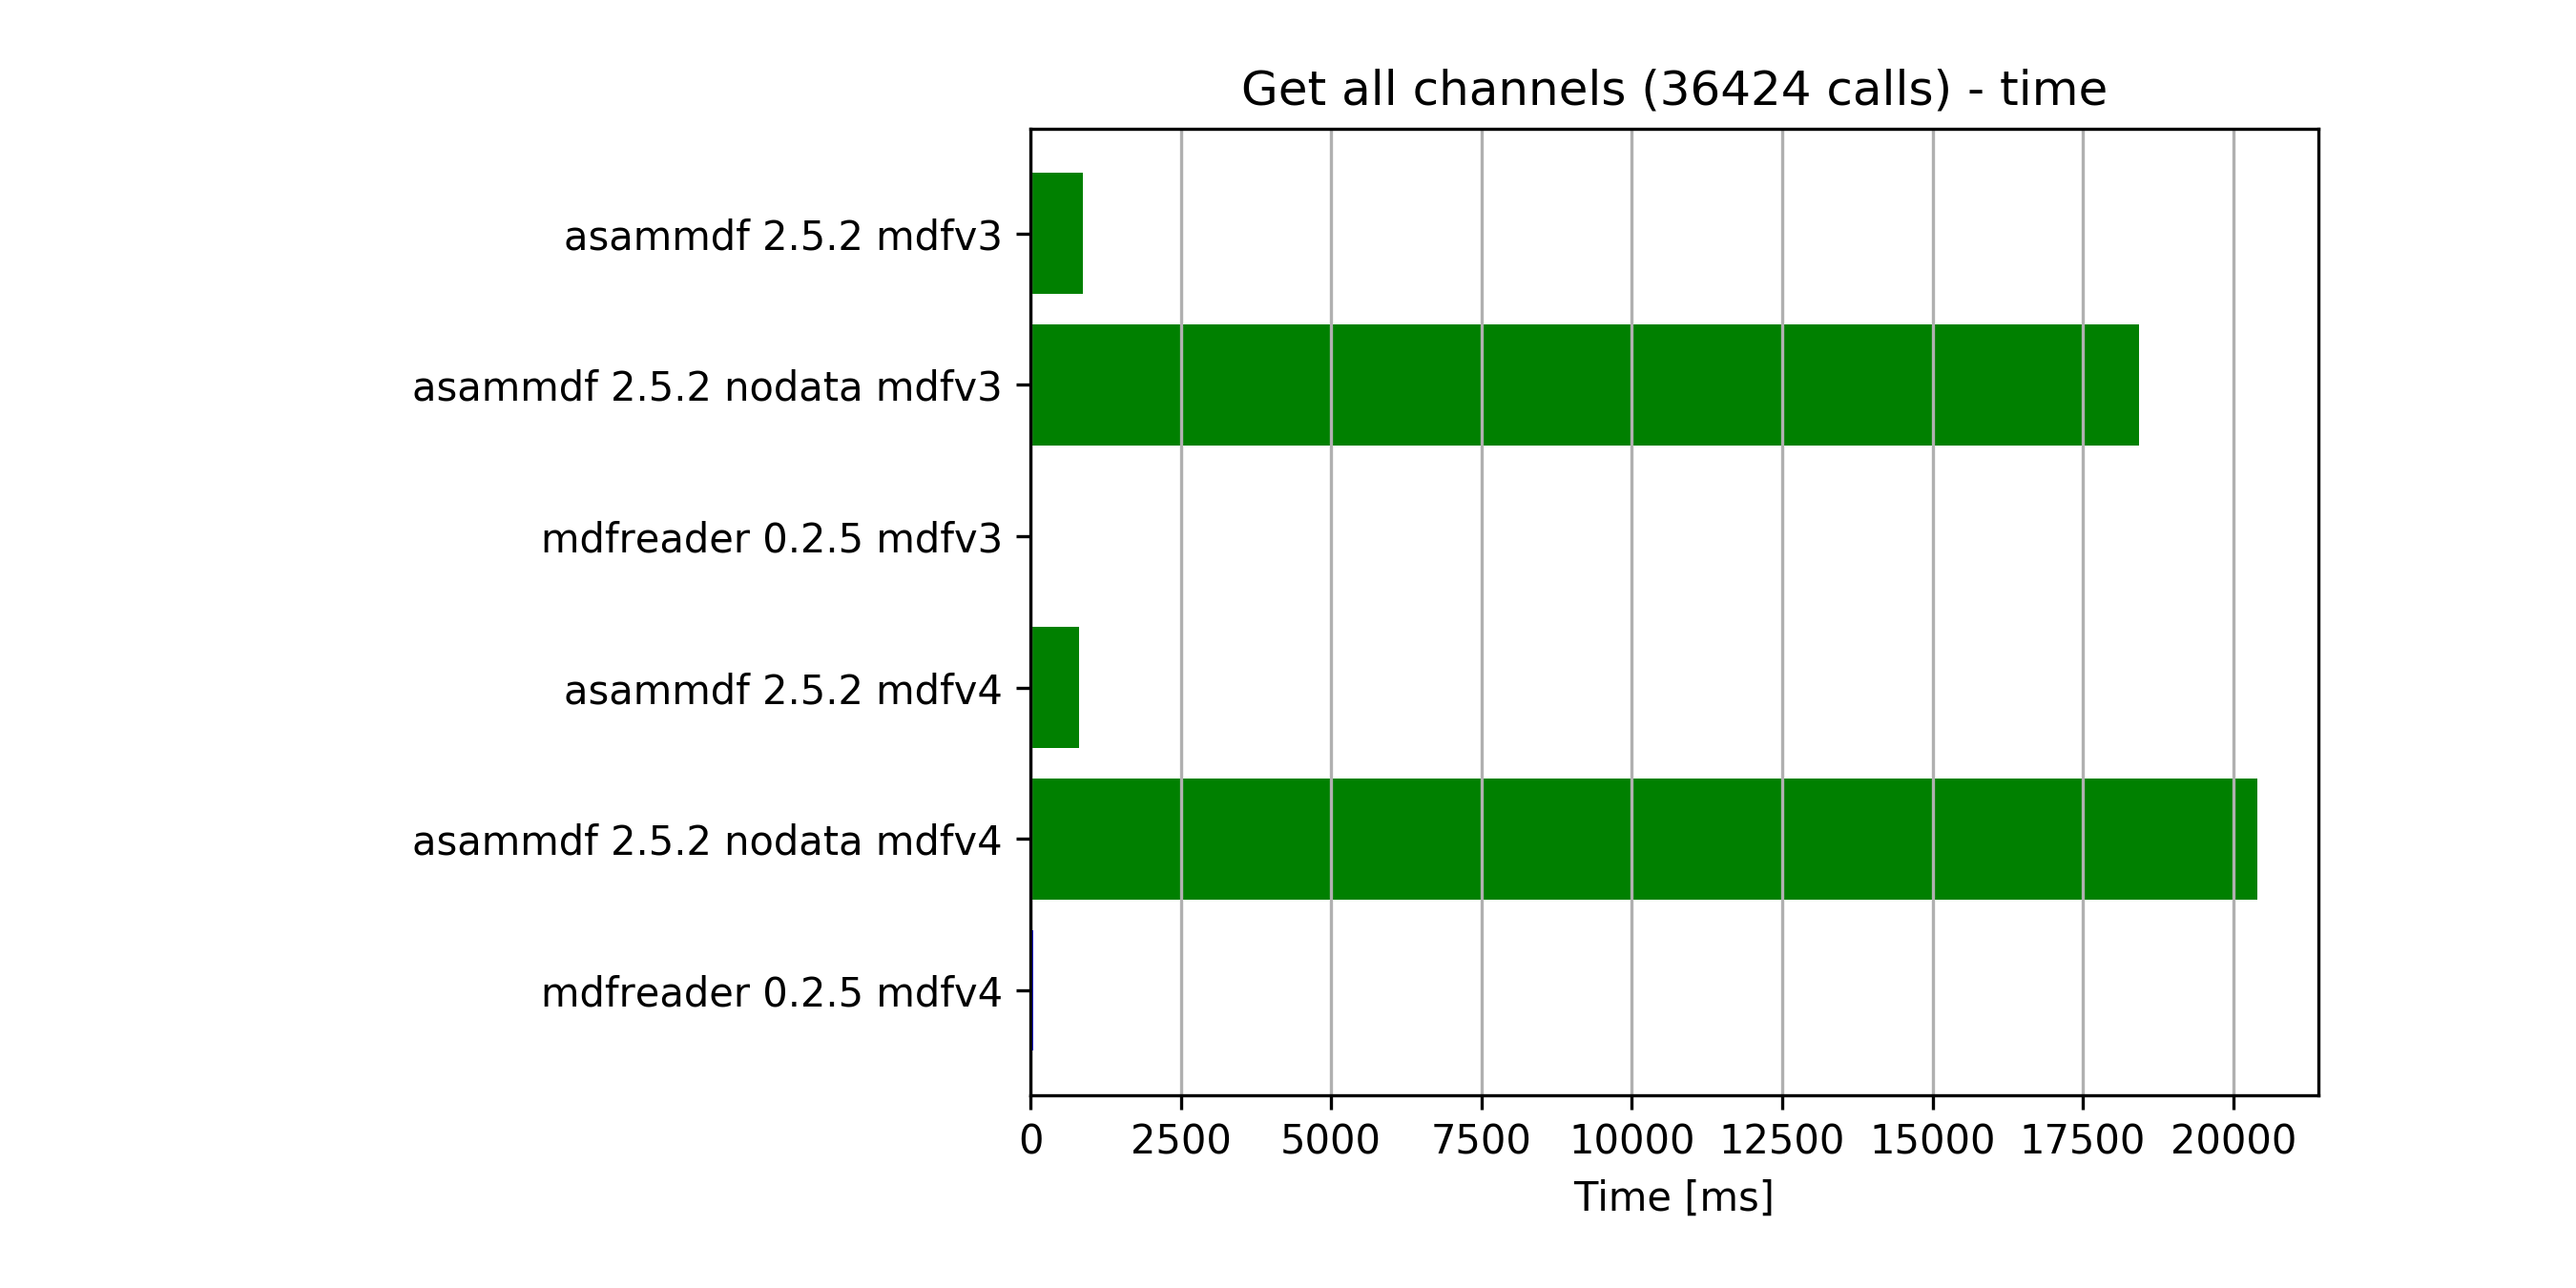 Get all channels (36424 calls) - time
asammdf 2.5.2 mdfv3
asammdf 2.5.2 nodata mdfv3
mdfreader 0.2.5 mdfv3
asammdf 2.5.2 mdfv4
asammdf 2.5.2 nodata mdfv4
mdfreader 0.2.5 mdfv4
0 2500 5000 7500 10000 12500 15000 17500 20000
Time [ms]